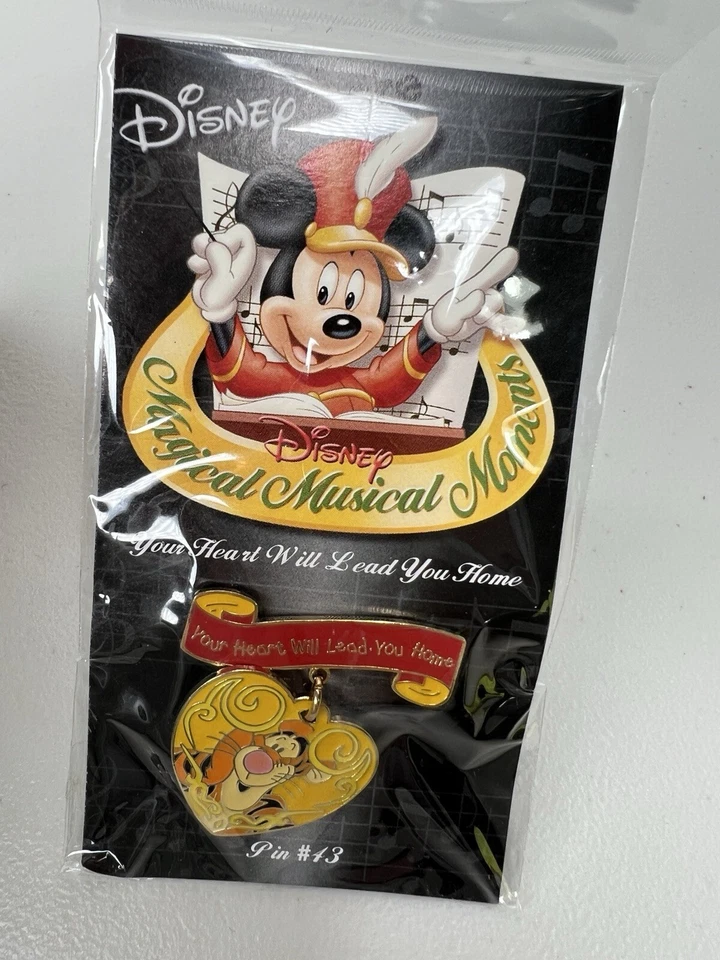 Disney
Disney
Magical Musical Moments
Your Heart Will Lead You Home
Your Heart Will Lead You Home
Pin #43